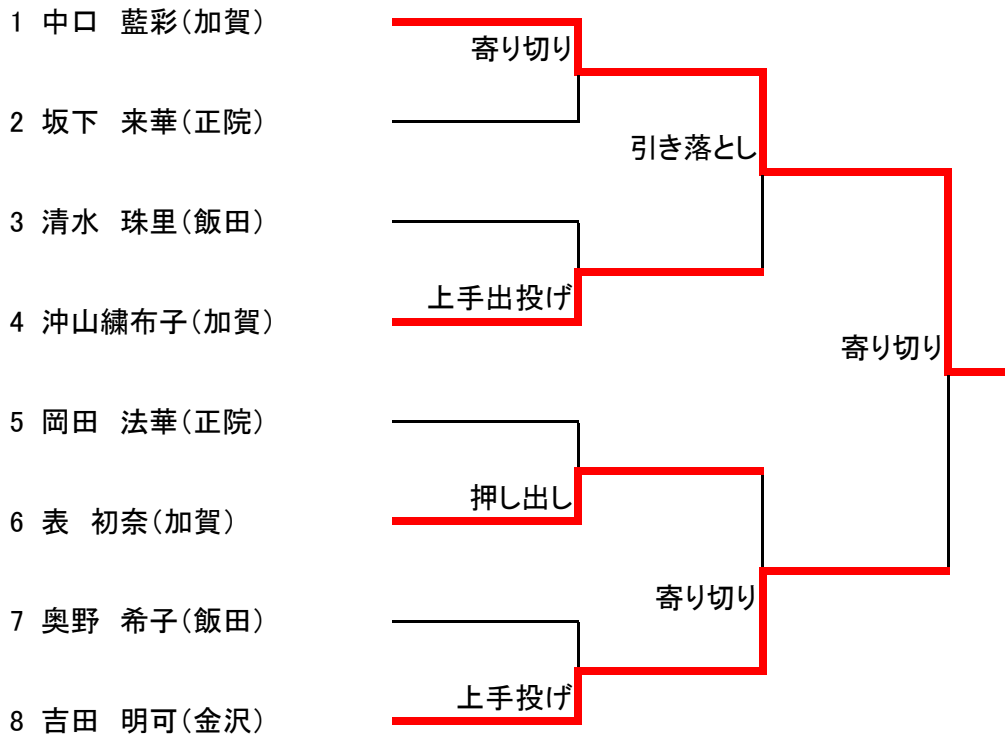 1 中口 藍彩(加賀)
寄り切り
2 坂下 来華(正院)
引き落とし
3 清水 珠里(飯田)
上手出投げ
4 沖山繍布子(加賀)
寄り切り
5 岡田 法華(正院)
押し出し
6 表 初奈(加賀)
寄り切り
7 奥野 希子(飯田)
上手投げ
8 吉田 明可(金沢)